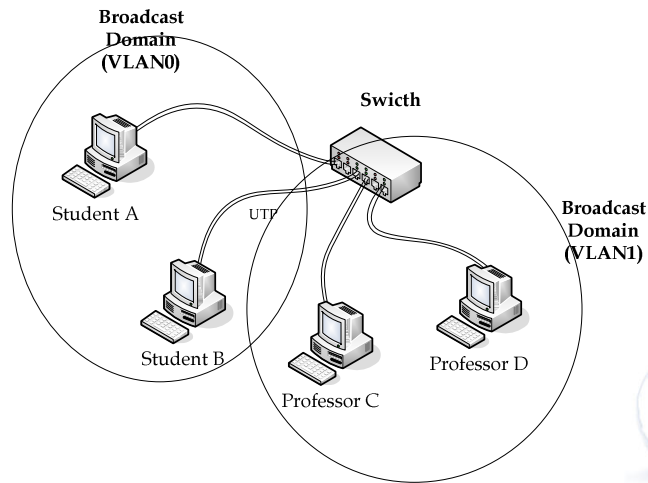 Broadcast
Domain
(VLAN0)
Swicth
Student A
UTP
Broadcast
Domain
(VLAN1)
Student B
Professor D
Professor C